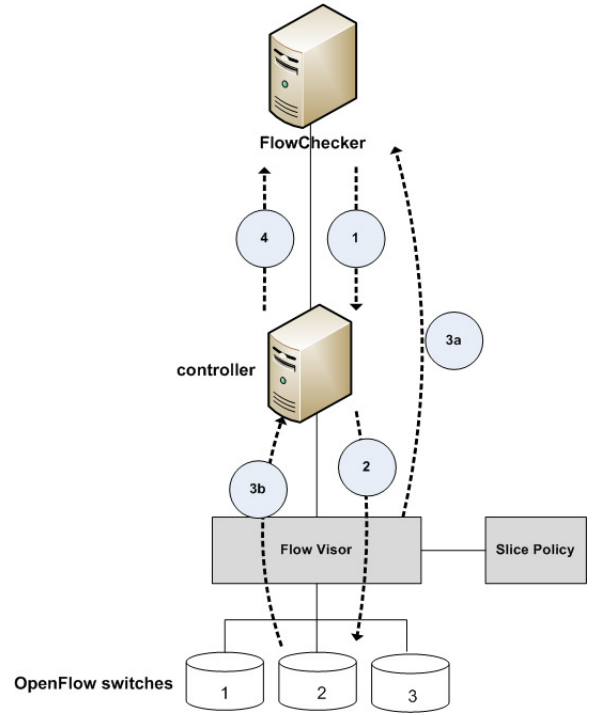 FlowChecker
4
1
3a
controller
2
3b
Flow Visor
Slice Policy
OpenFlow switches
1
2
3